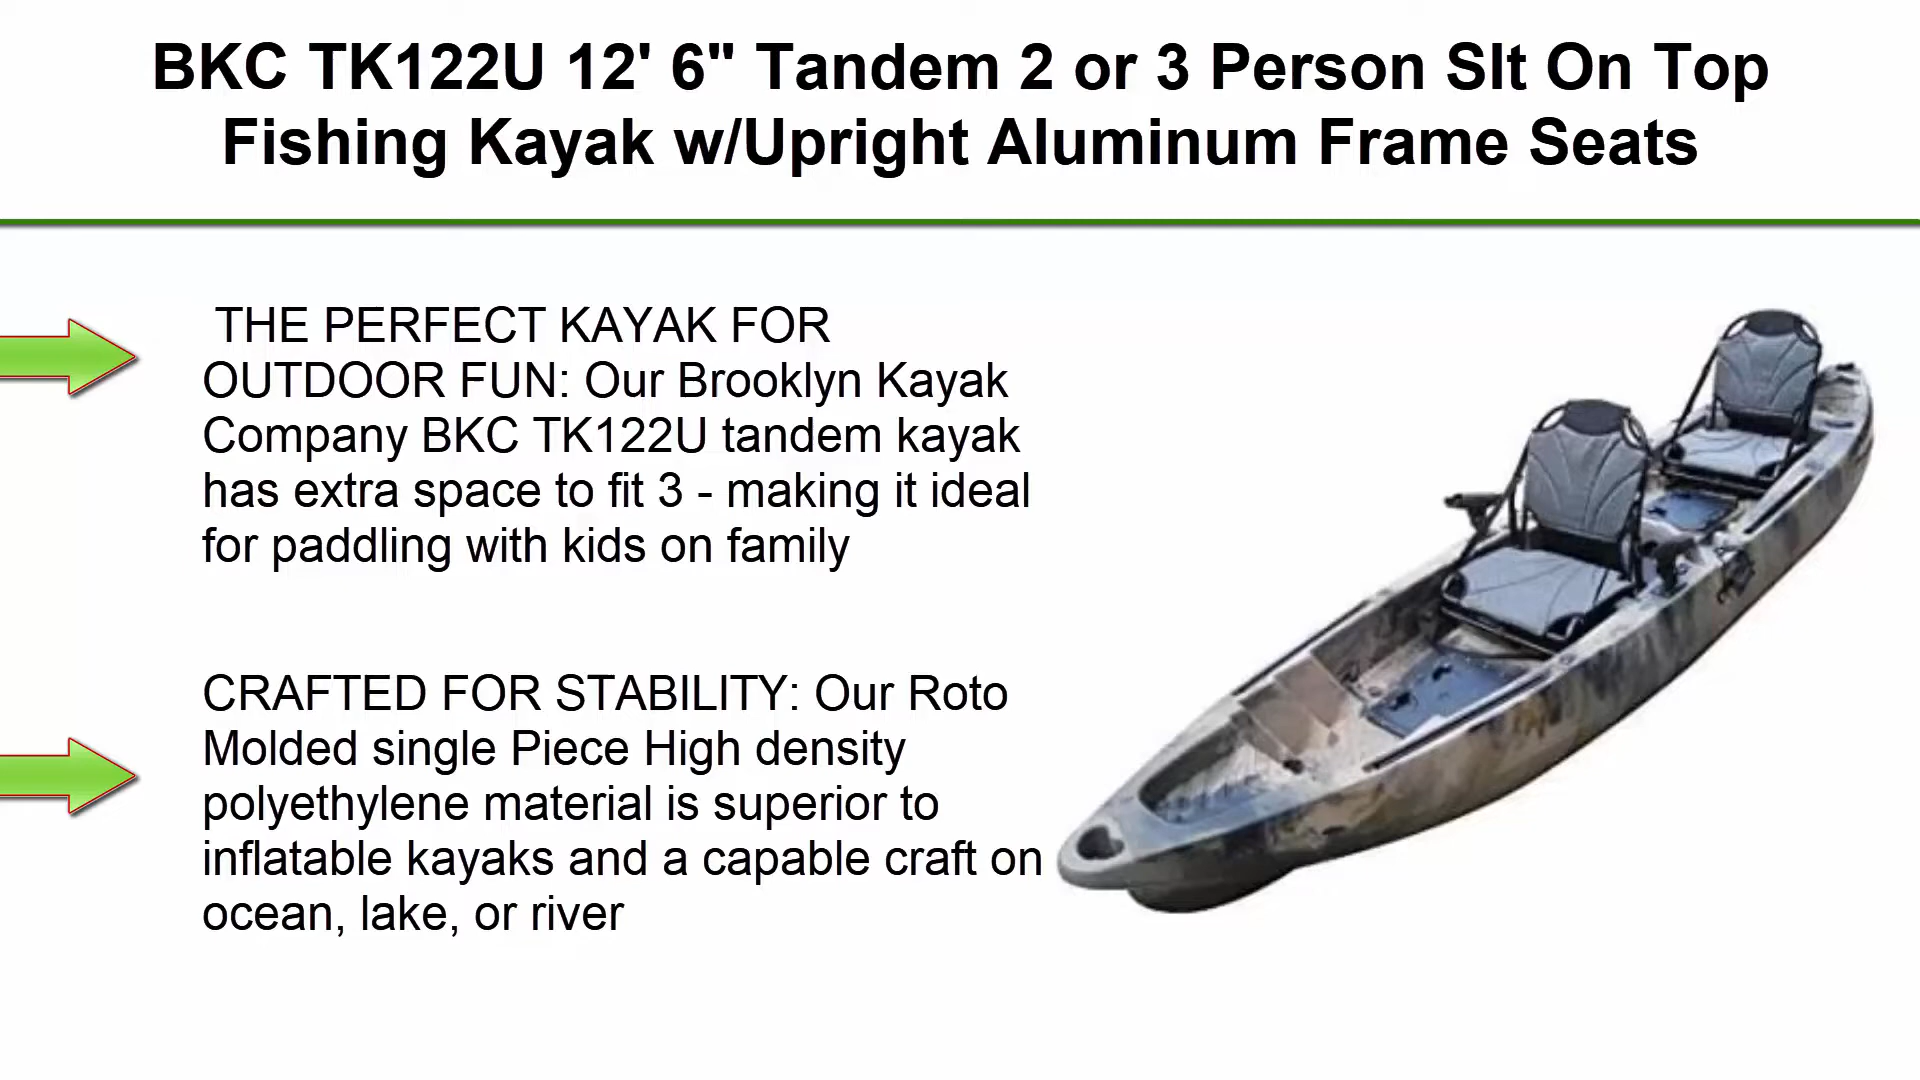 BKC TK122U 12' 6" Tandem 2 or 3 Person SIt On Top
Fishing Kayak w/Upright Aluminum Frame Seats
THE PERFECT KAYAK FOR
OUTDOOR FUN: Our Brooklyn Kayak
Company BKC TK122U tandem kayak
has extra space to fit 3 - making it ideal
for paddling with kids on family
CRAFTED FOR STABILITY: Our Roto
Molded single Piece High density
polyethylene material is superior to
inflatable kayaks and a capable craft on
ocean, lake, or river